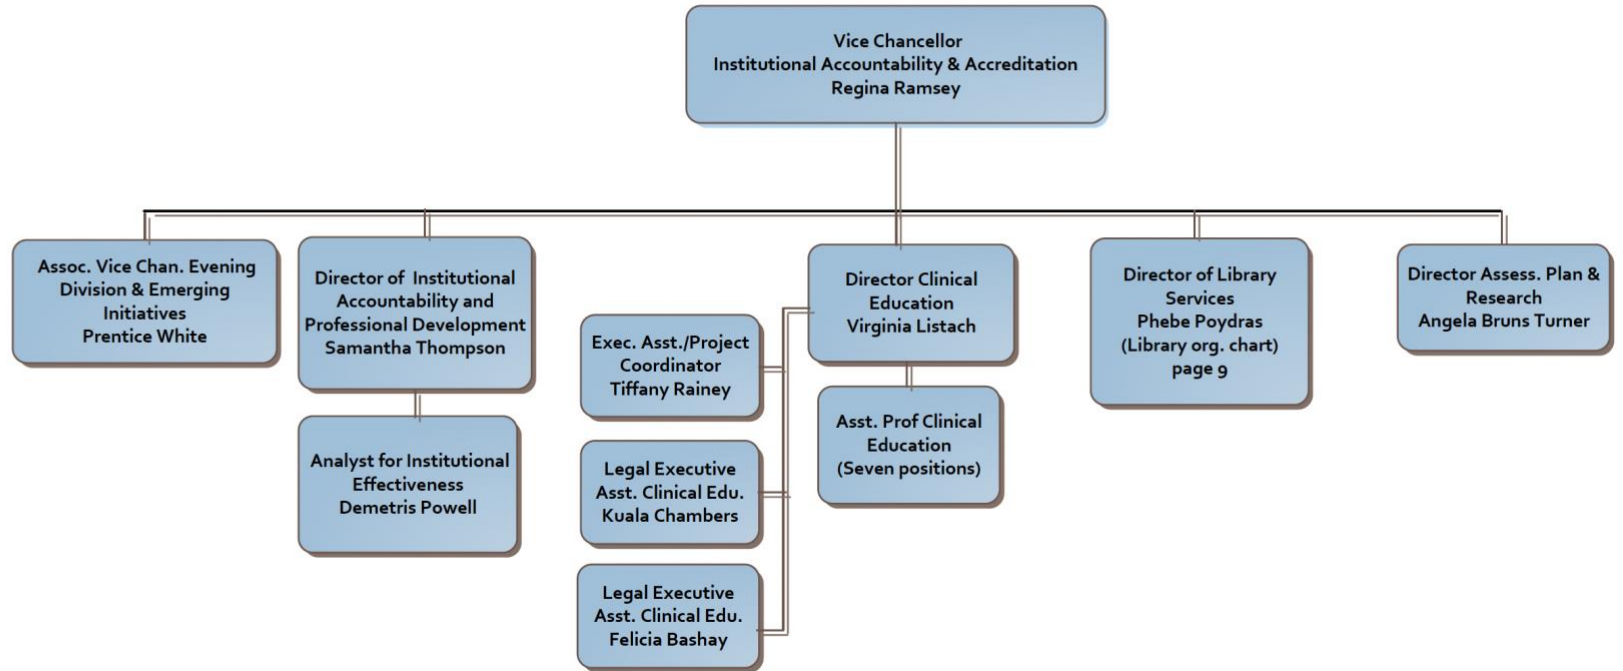 Vice Chancellor
Institutional Accountability & Accreditation
Regina Ramsey
Assoc. Vice Chan. Evening
Division & Emerging
Initiatives
Prentice White
Director of Institutional
Accountability and
Professional Development
Samantha Thompson
Analyst for Institutional
Effectiveness
Demetris Powell
Director Clinical
Education
Virginia Listach
Exec. Asst./Project
Coordinator
Tiffany Rainey
Legal Executive
Asst. Clinical Edu.
Kuala Chambers
Legal Executive
Asst. Clinical Edu.
Felicia Bashay
Asst. Prof Clinical
Education
(Seven positions)
Director of Library
Services
Phebe Poydras
(Library org. chart)
page 9
Director Assess. Plan &
Research
Angela Bruns Turner